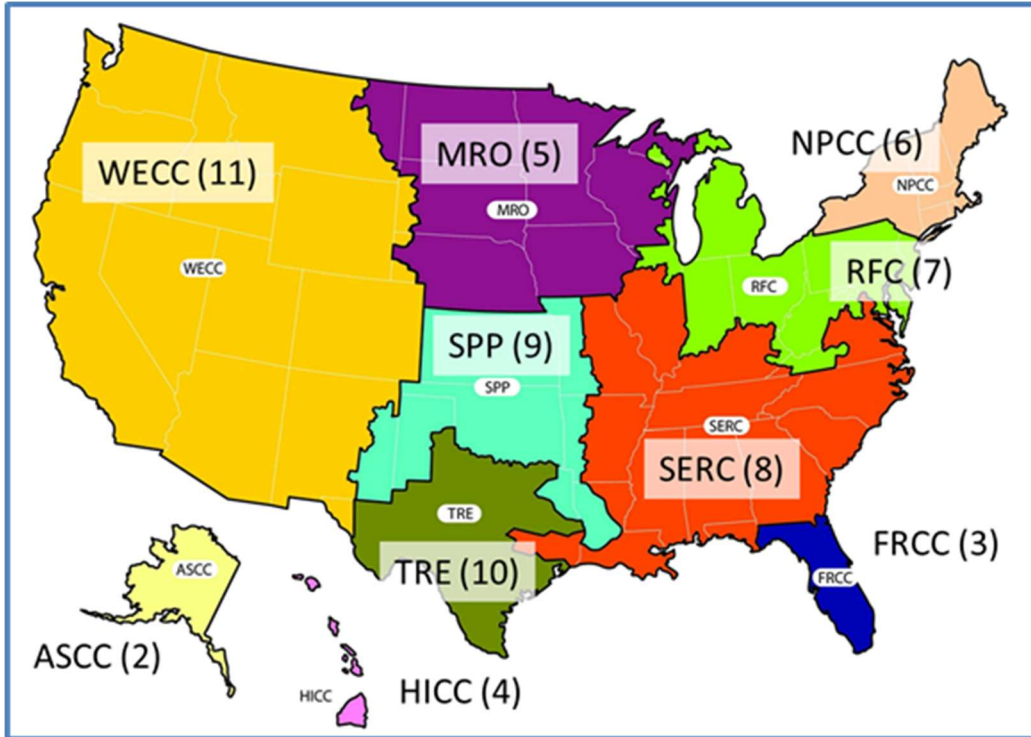 NPCC (6)
MRO (5)
WECC (11)
NPCC
MRO
WECC
RFC (7)
RFC
SPP (9)
SPP
SERC
SERC (8)
TRE
FRCC (3)
TRE (10)
ASCC
FRCC
ASCC (2)
HICC
HICC (4)